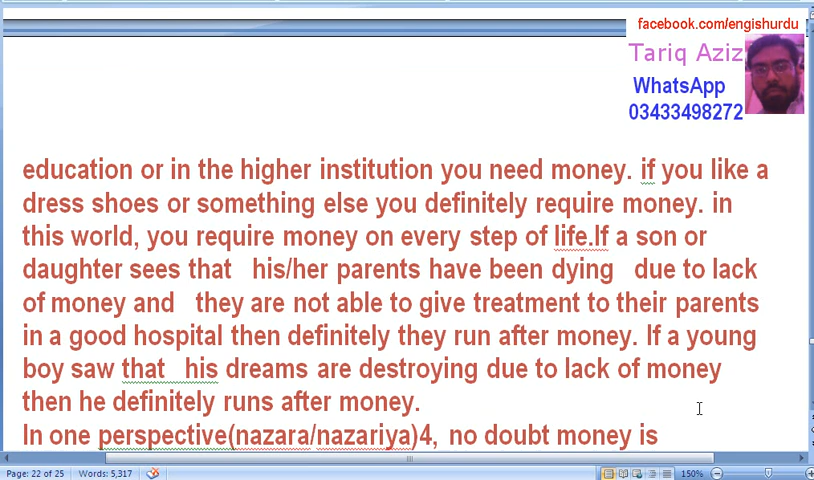 facebook.com/engishurdu
Tariq Aziz
WhatsApp
03433498272
education or in the higher institution you need money. if you like a
dress shoes or something else you definitely require money. in
this world, you require money on every step of life.If a son or
daughter sees that his/her parents have been dying due to lack
of money and they are not able to give treatment to their parents
in a good hospital then definitely they run after money. If a young
boy saw that his dreams are destroying due to lack of money
then he definitely runs after money.
In one perspective(nazara/nazariya)4, no doubt money is
Page: 22 of 25 Words: 5,317 150%